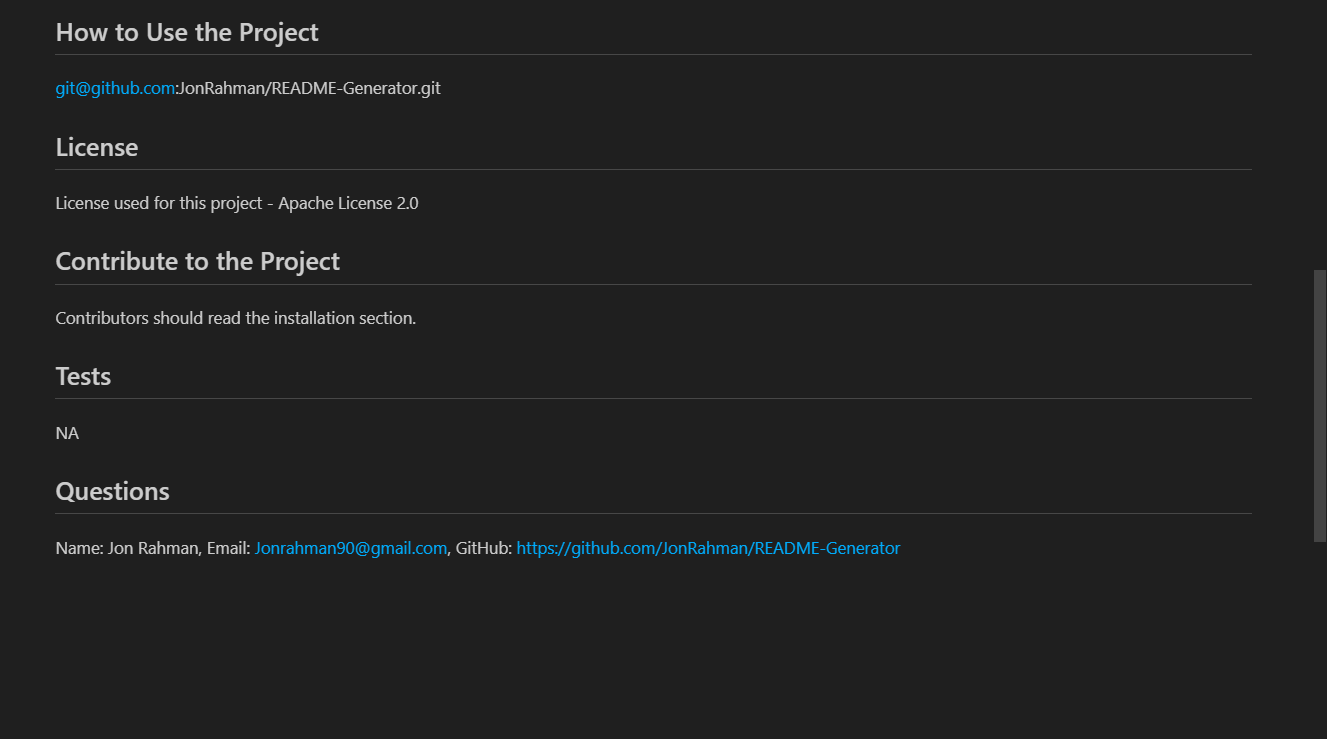 How to Use the Project
git@github.com:JonRahman/README-Generator.git
License
License used for this project - Apache License 2.0
Contribute to the Project
Contributors should read the installation section.
Tests
NA
Questions
Name: Jon Rahman, Email: Jonrahman90@gmail.com, GitHub: https://github.com/JonRahman/README-Generator